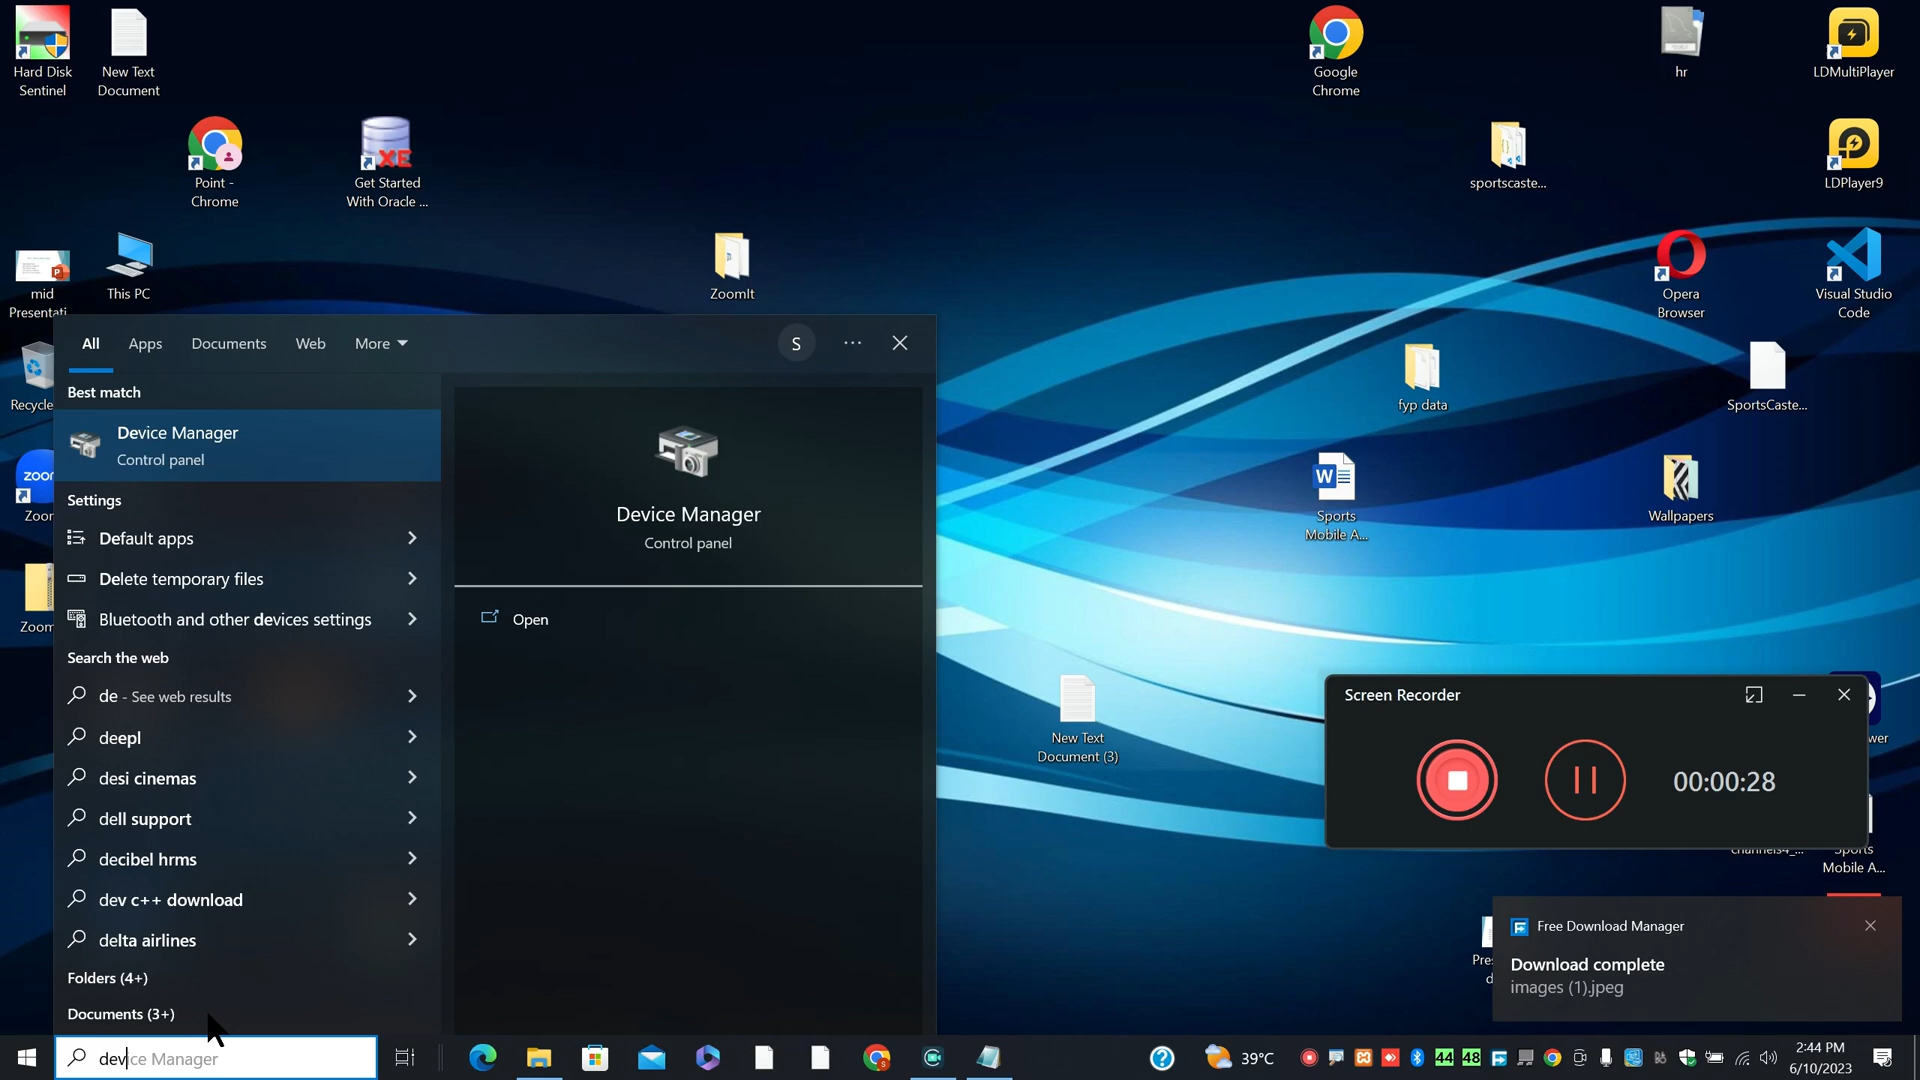 Hard Disk
Sentinel
New Text
Document
Google
Chrome
hr
LDMultiPlayer
Point -
Chrome
XE
Get Started
With Oracle ...
sportscaste...
LDPlayer9
mid
Presentati
This PC
ZoomIt
Opera
Browser
Visual Studio
Code
All
Apps
Documents
Web
More
S
Best match
Device Manager
Control panel
Settings
Default apps
Delete temporary files
Bluetooth and other devices settings
Search the web
de - See web results
deepl
desi cinemas
dell support
decibel hrms
dev c++ download
delta airlines
Folders (4+)
Documents (3+)
device Manager
Device Manager
Control panel
Open
Recycle
zoom
Zoom
fyp data
SportsCaste...
W
Sports
Mobile A...
Wallpapers
New Text
Document (3)
Screen Recorder
00:00:28
wer
channels4_...
Sports
Mobile A...
Pres
d
Free Download Manager
Download complete
images (1).jpeg
39°C
44
48
2:44 PM
6/10/2023